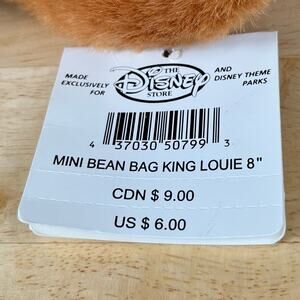 MADE EXCLUSIVELY FOR
THE DISNEY STORE
AND DISNEY THEME PARKS
4 37030 50799 3
MINI BEAN BAG KING LOUIE 8"
CDN $ 9.00
US $ 6.00